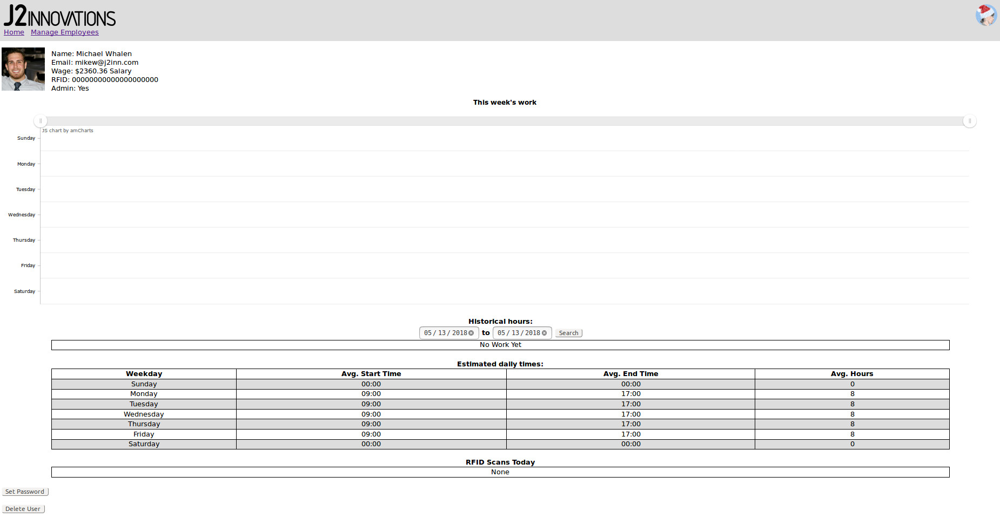 J2INNOVATIONS
Home Manage Employees
Name: Michael Whalen
Email: mikew@j2inn.com
Wage: $2360.36 Salary
RFID: 00000000000000000000
Admin: Yes
This week's work
JS chart by amCharts
Sunday
Monday
Tuesday
Wednesday
Thursday
Friday
Saturday
Historical hours:
05/13/2018 to 05/13/2018 Search
No Work Yet
Estimated daily times:
Weekday Avg. Start Time Avg. End Time Avg. Hours
Sunday 00:00 00:00 0
Monday 09:00 17:00 8
Tuesday 09:00 17:00 8
Wednesday 09:00 17:00 8
Thursday 09:00 17:00 8
Friday 09:00 17:00 8
Saturday 00:00 00:00 0
RFID Scans Today
None
Set Password
Delete User